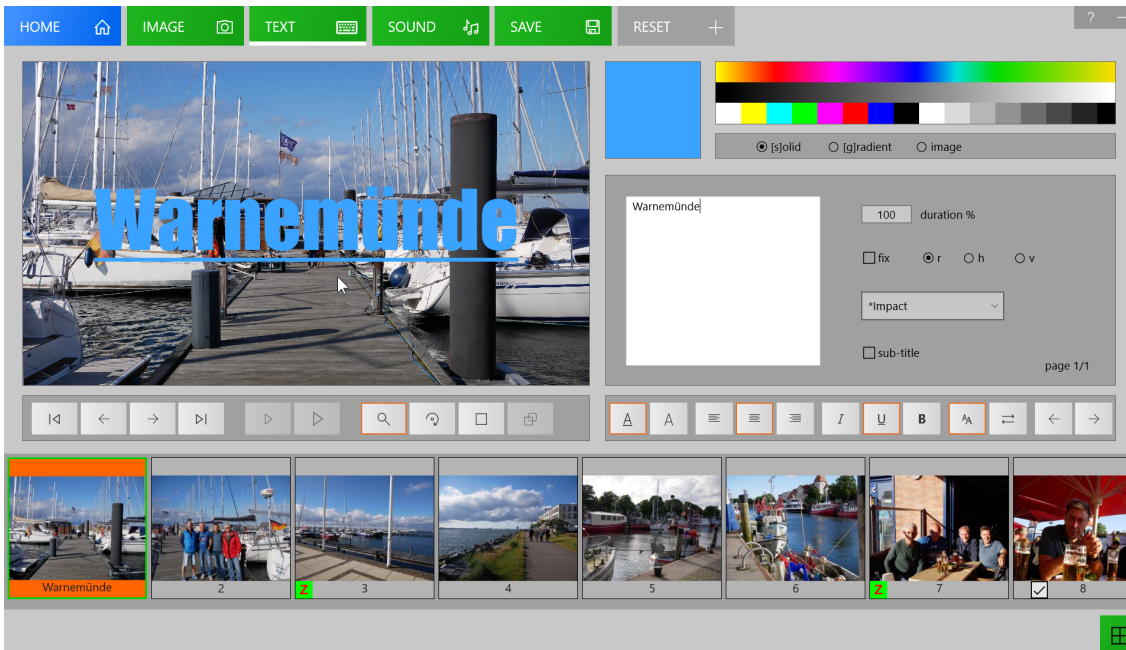 HOME
IMAGE
TEXT
SOUND
SAVE
RESET
?
Warnemünde
[s]olid
[g]radient
image
Warnemünde
100 duration %
fix r h v
*Impact
sub-title
page 1/1
A A I U B AA
Warnemünde
2
Z 3
4
5
6
Z 7
8